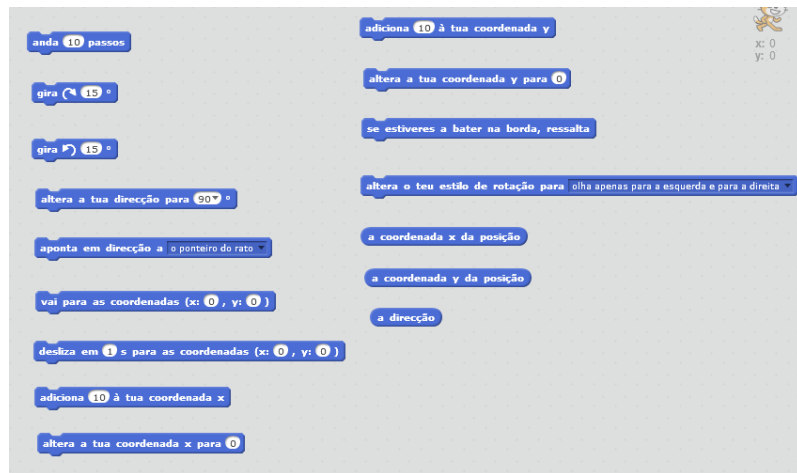 anda 10 passos
gira 15 °
gira 15 °
altera a tua direcção para 90 °
aponta em direcção a o ponteiro do rato
vai para as coordenadas (x: 0 , y: 0 )
desliza em 1 s para as coordenadas (x: 0 , y: 0 )
adiciona 10 à tua coordenada x
altera a tua coordenada x para 0
adiciona 10 à tua coordenada y
altera a tua coordenada y para 0
se estiveres a bater na borda, ressalta
altera o teu estilo de rotação para olha apenas para a esquerda e para a direita
a coordenada x da posição
a coordenada y da posição
a direcção
x: 0
y: 0